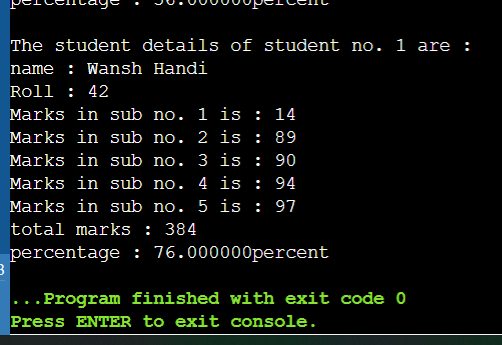 percentage : 56.000000percent
The student details of student no. 1 are :
name : Wansh Handi
Roll : 42
Marks in sub no. 1 is : 14
Marks in sub no. 2 is : 89
Marks in sub no. 3 is : 90
Marks in sub no. 4 is : 94
Marks in sub no. 5 is : 97
total marks : 384
percentage : 76.000000percent
...Program finished with exit code 0
Press ENTER to exit console.